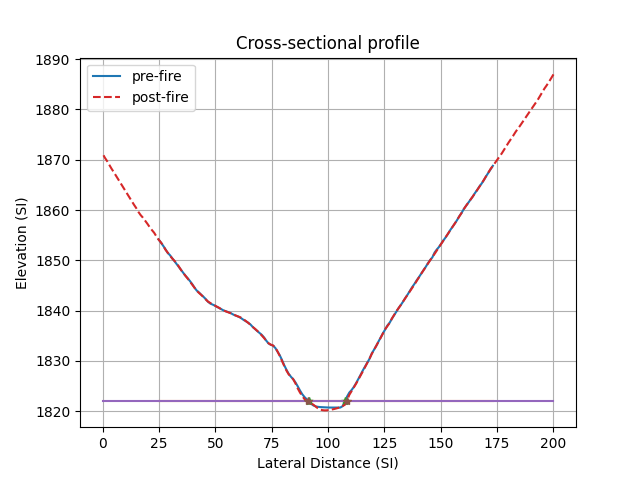 Cross-sectional profile
pre-fire
post-fire
Elevation (SI)
1890
1880
1870
1860
1850
1840
1830
1820
0 25 50 75 100 125 150 175 200
Lateral Distance (SI)